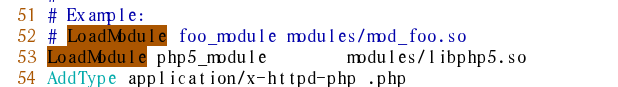 51 # Example:
52 # LoadModule foo_module modules/mod_foo.so
53 LoadModule php5_module        modules/libphp5.so
54 AddType application/x-httpd-php .php